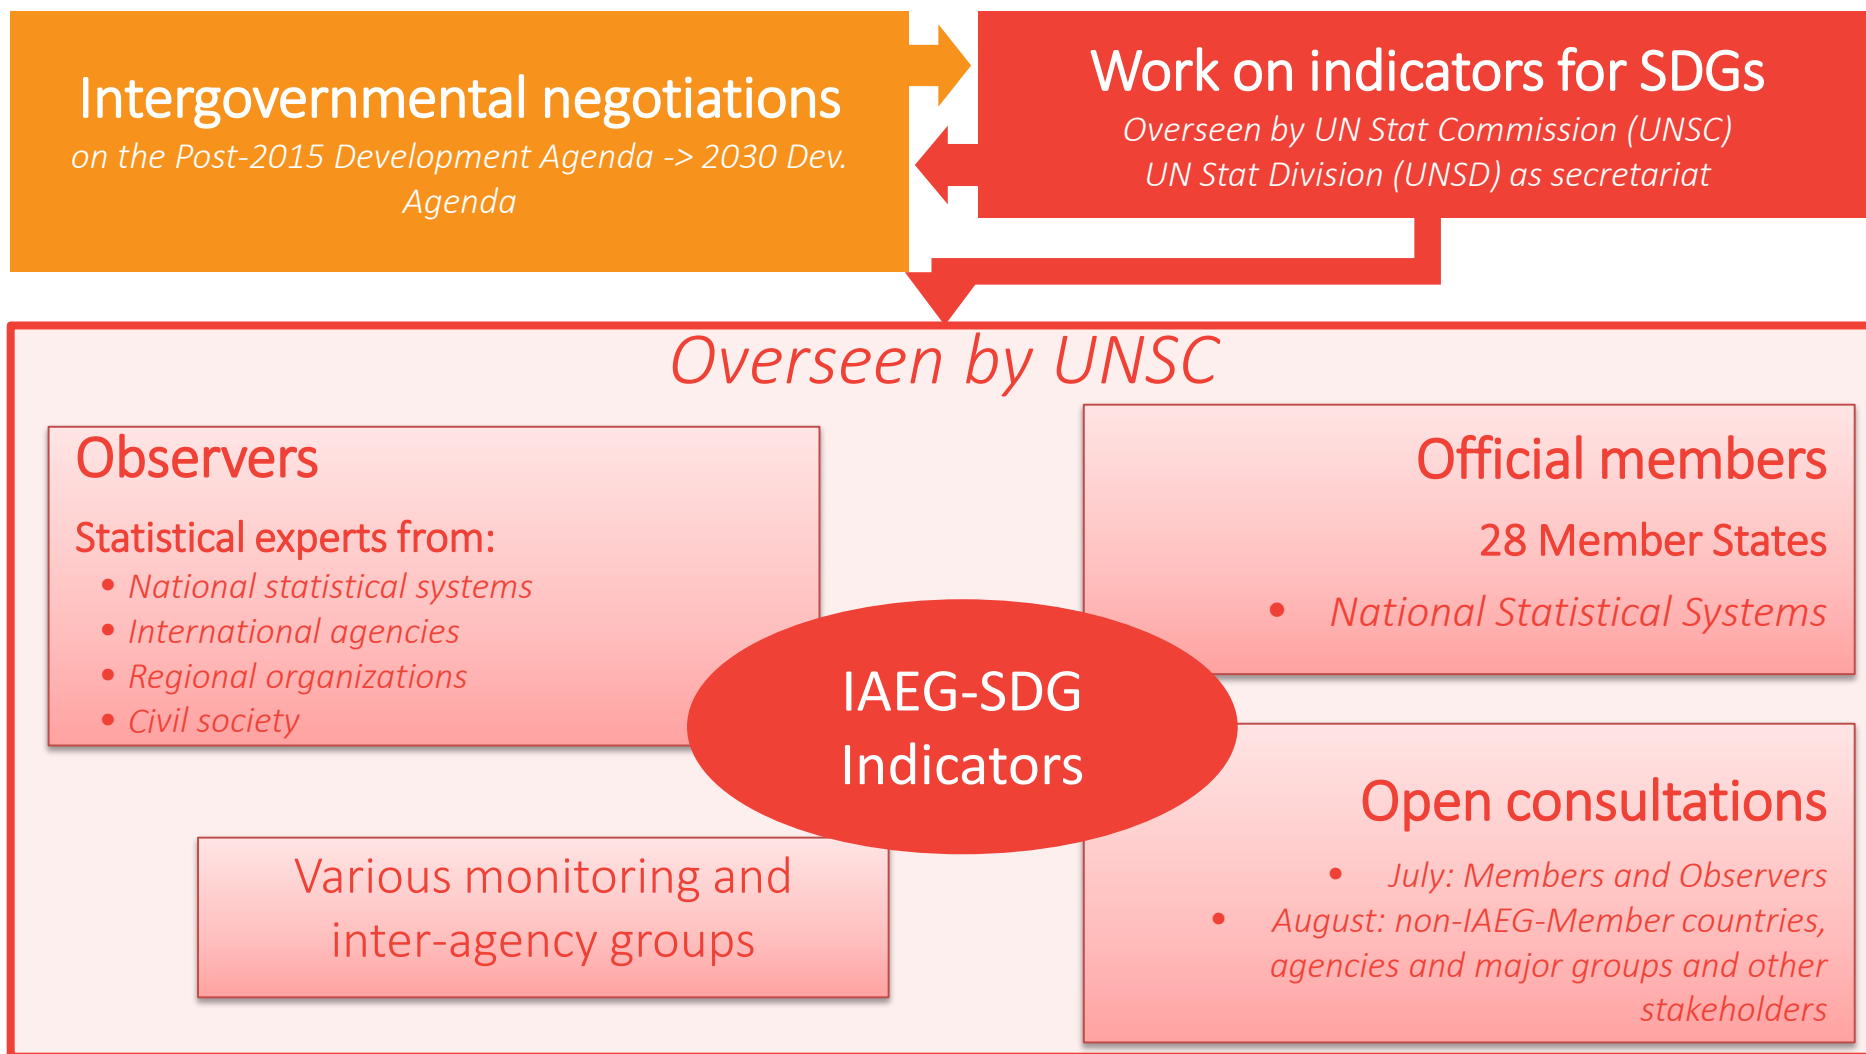 Intergovernmental negotiations
on the Post-2015 Development Agenda -> 2030 Dev.
Agenda
Work on indicators for SDGs
Overseen by UN Stat Commission (UNSC)
UN Stat Division (UNSD) as secretariat
Overseen by UNSC
Observers
Statistical experts from:
• National statistical systems
• International agencies
• Regional organizations
• Civil society
Official members
28 Member States
• National Statistical Systems
IAEG-SDG
Indicators
Various monitoring and
inter-agency groups
Open consultations
• July: Members and Observers
• August: non-IAEG-Member countries,
agencies and major groups and other
stakeholders